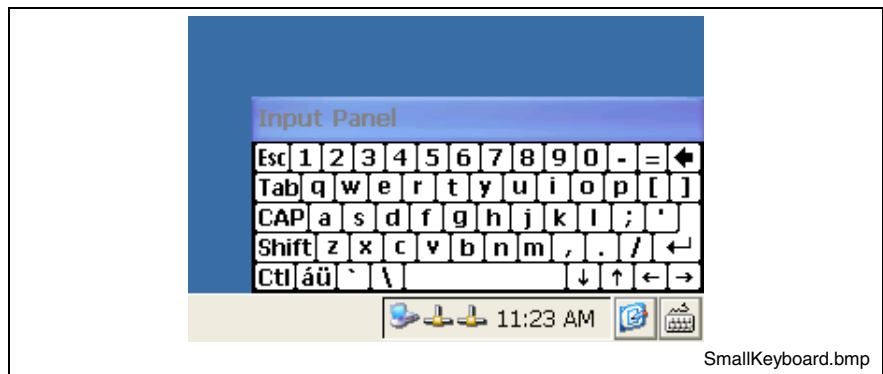 Input Panel
Esc 1 2 3 4 5 6 7 8 9 0 - = 🡄
Tab q w e r t y u i o p [ ]
CAP a s d f g h j k l ; '
Shift z x c v b n m , . / ↵
Ctl áü ` \ ↓ ↑ ← →
11:23 AM
SmallKeyboard.bmp